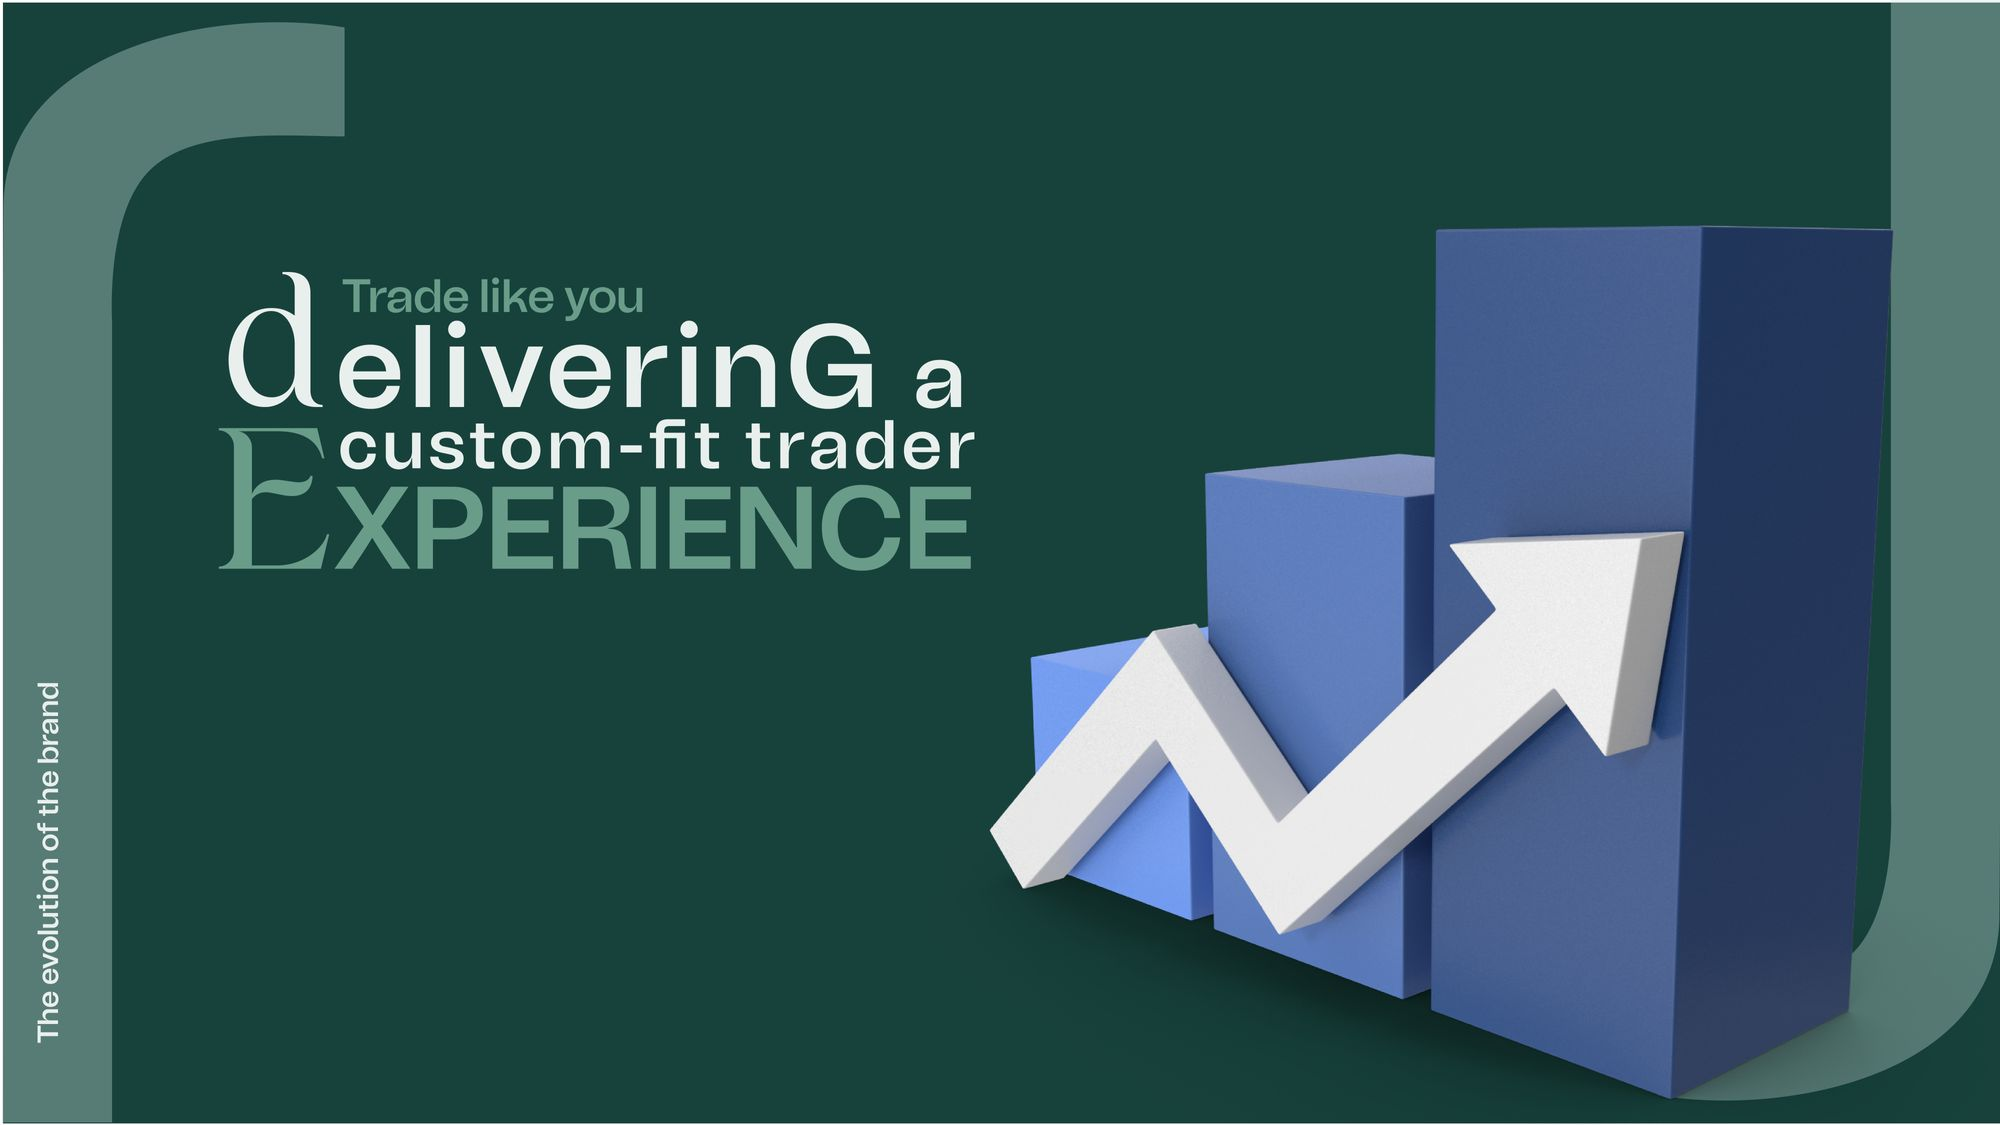 Trade like you
deliverinG a
custom-fit trader
EXPERIENCE
The evolution of the brand